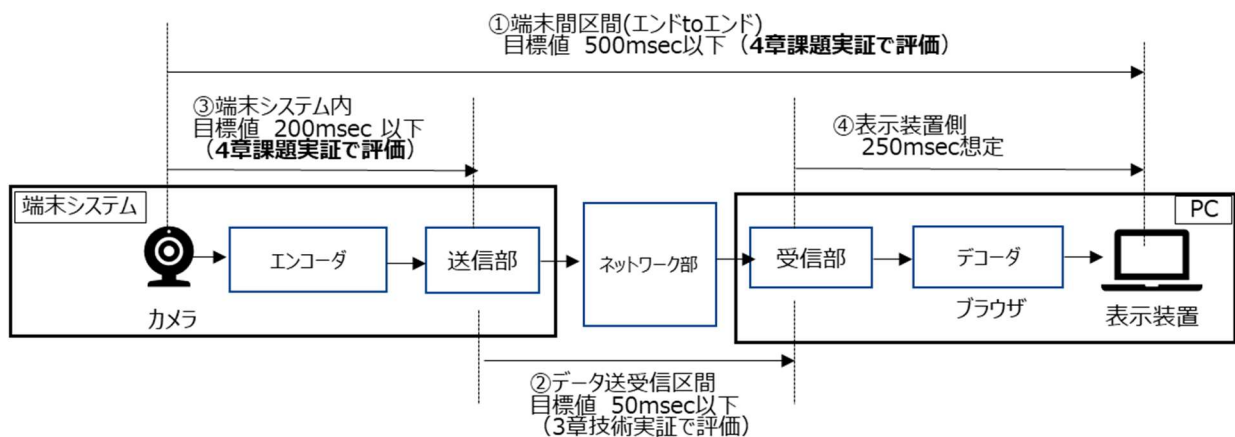 ①端末間区間(エンドtoエンド)
目標値 500msec以下（4章課題実証で評価）
③端末システム内
目標値 200msec 以下
（4章課題実証で評価）
④表示装置側
250msec想定
端末システム
PC
エンコーダ
送信部
ネットワーク部
受信部
デコーダ
カメラ
ブラウザ
表示装置
②データ送受信区間
目標値 50msec以下
（3章技術実証で評価）